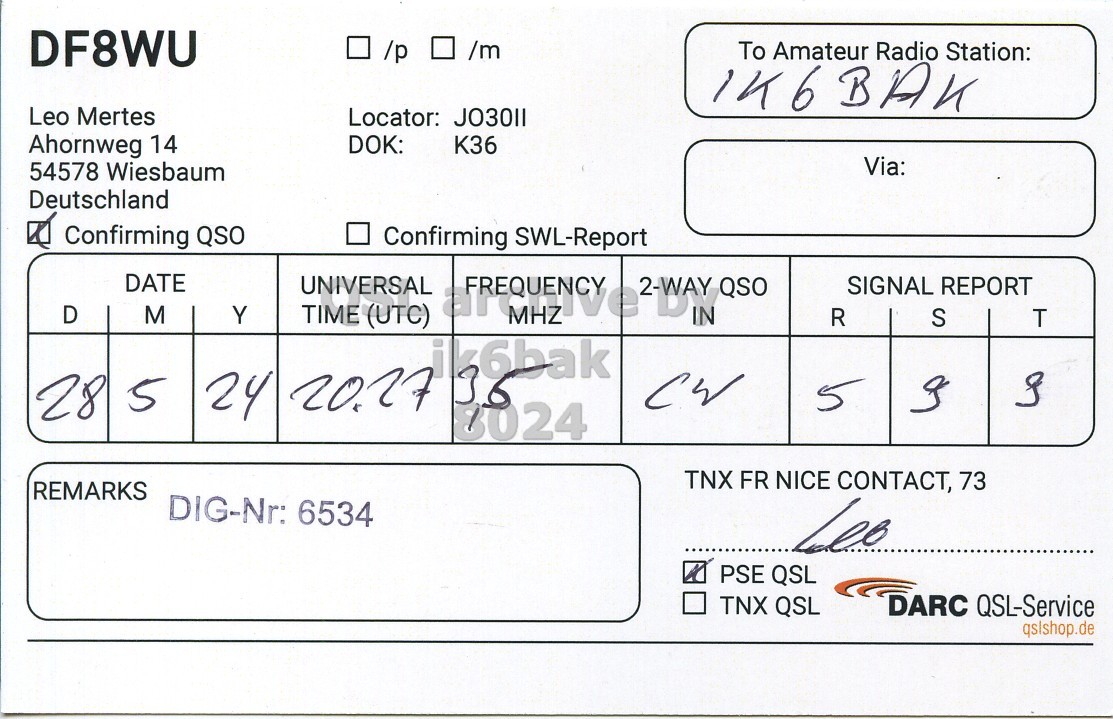 DF8WU
/p /m
To Amateur Radio Station:
IK6BAK
Leo Mertes
Ahornweg 14
54578 Wiesbaum
Deutschland
Locator: JO30II
DOK: K36
Via:
Confirming QSO
Confirming SWL-Report
DATE UNIVERSAL TIME (UTC) FREQUENCY MHZ 2-WAY QSO IN SIGNAL REPORT
D M Y R S T
28 5 24 20.27 3,5 CW 5 9 9
QSL archive by
ik6bak
8024
REMARKS
DIG-Nr: 6534
TNX FR NICE CONTACT, 73
Leo
PSE QSL
TNX QSL
DARC QSL-Service
qslshop.de